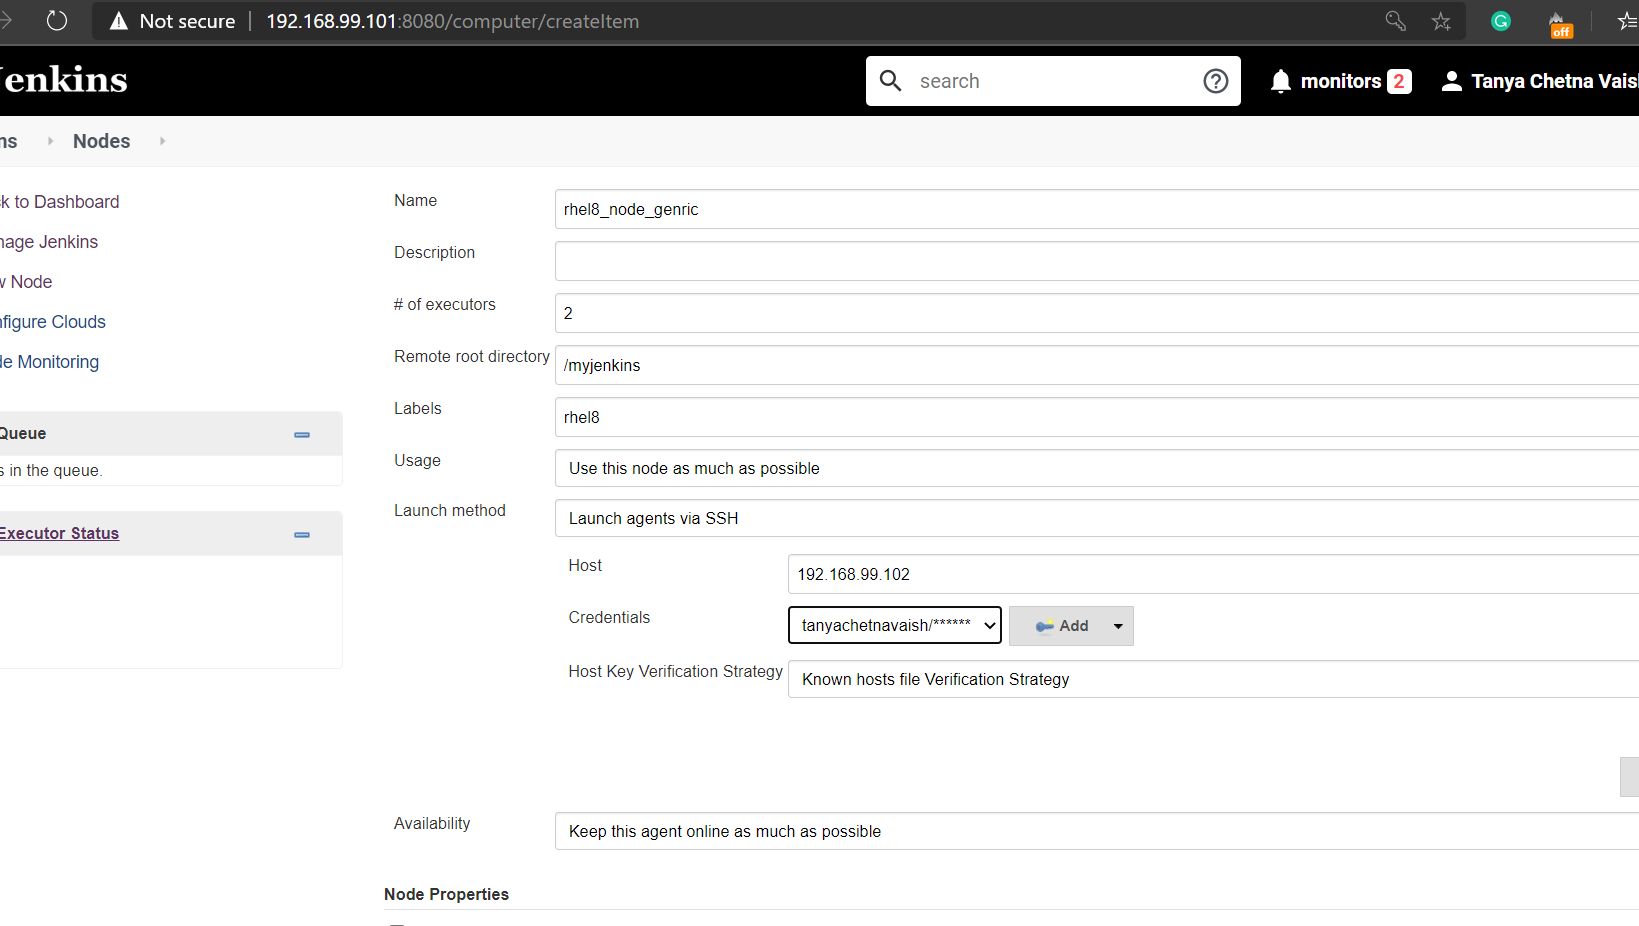 Not secure | 192.168.99.101:8080/computer/createItem
G
off
enkins
search
?
monitors 2
Tanya Chetna Vais
ns
Nodes
k to Dashboard
nage Jenkins
w Node
nfigure Clouds
de Monitoring
Queue
s in the queue.
Executor Status
Name
rhel8_node_genric
Description
# of executors
2
Remote root directory
/myjenkins
Labels
rhel8
Usage
Use this node as much as possible
Launch method
Launch agents via SSH
Host
192.168.99.102
Credentials
tanyachetnavaish/******
Add
Host Key Verification Strategy
Known hosts file Verification Strategy
Availability
Keep this agent online as much as possible
Node Properties